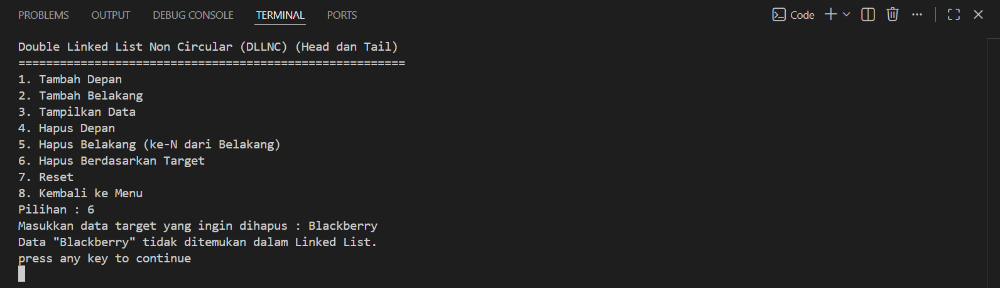 PROBLEMS OUTPUT DEBUG CONSOLE TERMINAL PORTS Code
Double Linked List Non Circular (DLLNC) (Head dan Tail)
========================================================
1. Tambah Depan
2. Tambah Belakang
3. Tampilkan Data
4. Hapus Depan
5. Hapus Belakang (ke-N dari Belakang)
6. Hapus Berdasarkan Target
7. Reset
8. Kembali ke Menu
Pilihan : 6
Masukkan data target yang ingin dihapus : Blackberry
Data "Blackberry" tidak ditemukan dalam Linked List.
press any key to continue